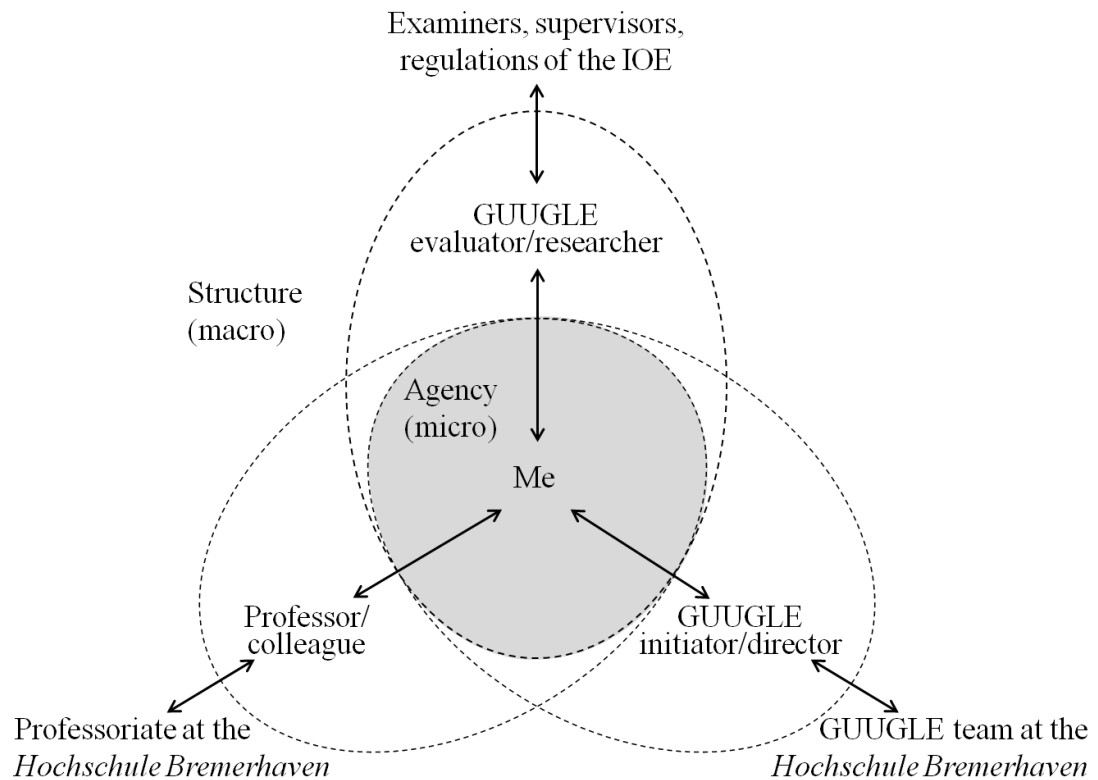 Examiners, supervisors,
regulations of the IOE
GUUGLE
evaluator/researcher
Structure
(macro)
Agency
(micro)
Me
Professor/
colleague
GUUGLE
initiator/director
Professoriate at the
Hochschule Bremerhaven
GUUGLE team at the
Hochschule Bremerhaven